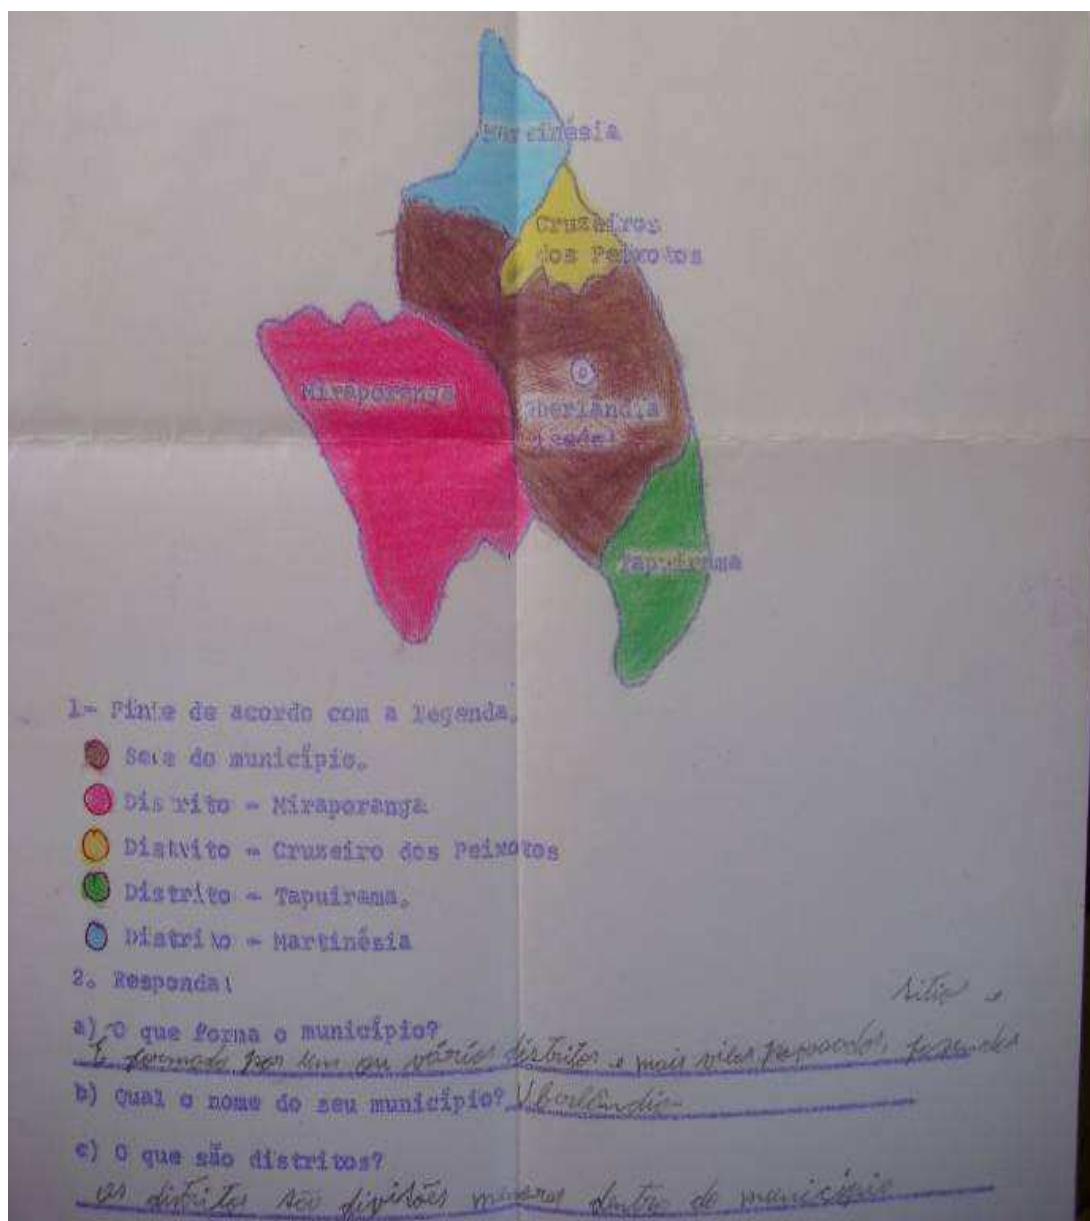 Martinésia
Cruzeiros
dos Peixotos
Miraporanga
Uberlândia
(sede)
Tapuirama
1- Pinte de acordo com a legenda.
Sede do município.
Distrito - Miraporanga
Distrito - Cruzeiro dos Peixotos
Distrito - Tapuirama.
Distrito - Martinésia
2. Responda:
sitio e
a) O que forma o município?
É formado por um ou vários distritos e mais vilas povoados, fazendas
b) Qual o nome do seu município? Uberlândia
c) O que são distritos?
os distritos são divisões menores dentro do município